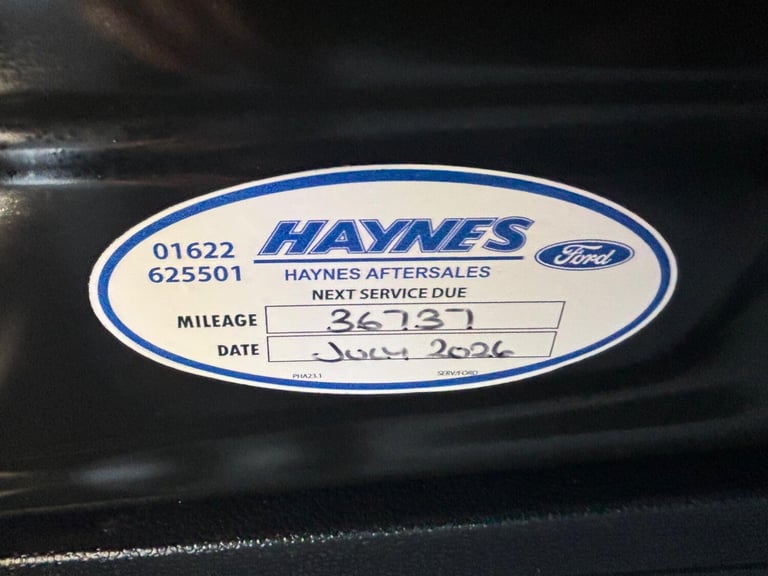 01622
625501
HAYNES
Ford
HAYNES AFTERSALES
NEXT SERVICE DUE
MILEAGE 36737
DATE July 2026
PHA23.1 SERV/FORD